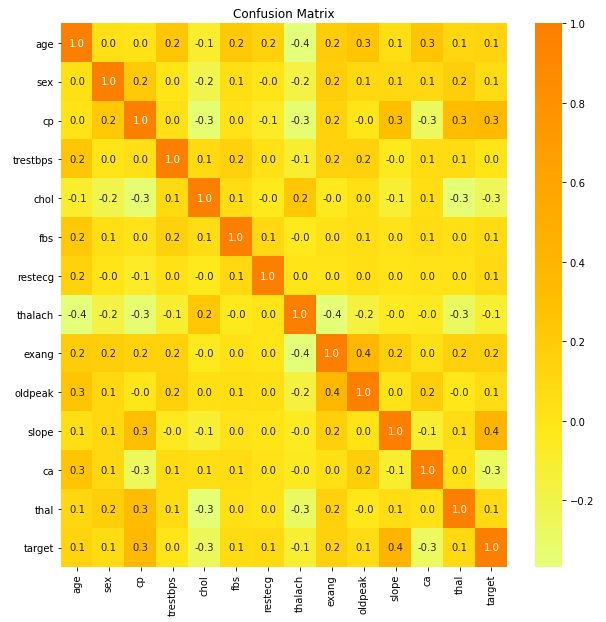 Confusion Matrix
age 1.0 0.0 0.0 0.2 -0.1 0.2 0.2 -0.4 0.2 0.3 0.1 0.3 0.1 0.1
sex 0.0 1.0 0.2 0.0 -0.2 0.1 -0.0 -0.2 0.2 0.1 0.1 0.1 0.2 0.1
cp 0.0 0.2 1.0 0.0 -0.3 0.0 -0.1 -0.3 0.2 -0.0 0.3 -0.3 0.3 0.3
trestbps 0.2 0.0 0.0 1.0 0.1 0.2 0.0 -0.1 0.2 0.2 -0.0 0.1 0.1 0.0
chol -0.1 -0.2 -0.3 0.1 1.0 0.1 -0.0 0.2 -0.0 0.0 -0.1 0.1 -0.3 -0.3
fbs 0.2 0.1 0.0 0.2 0.1 1.0 0.1 -0.0 0.0 0.1 0.0 0.1 0.0 0.1
restecg 0.2 -0.0 -0.1 0.0 -0.0 0.1 1.0 0.0 0.0 0.0 0.0 0.0 0.0 0.1
thalach -0.4 -0.2 -0.3 -0.1 0.2 -0.0 0.0 1.0 -0.4 -0.2 -0.0 -0.0 -0.3 -0.1
exang 0.2 0.2 0.2 0.2 -0.0 0.0 0.0 -0.4 1.0 0.4 0.2 0.0 0.2 0.2
oldpeak 0.3 0.1 -0.0 0.2 0.0 0.1 0.0 -0.2 0.4 1.0 0.0 0.2 -0.0 0.1
slope 0.1 0.1 0.3 -0.0 -0.1 0.0 0.0 -0.0 0.2 0.0 1.0 -0.1 0.1 0.4
ca 0.3 0.1 -0.3 0.1 0.1 0.1 0.0 -0.0 0.0 0.2 -0.1 1.0 0.0 -0.3
thal 0.1 0.2 0.3 0.1 -0.3 0.0 0.0 -0.3 0.2 -0.0 0.1 0.0 1.0 0.1
target 0.1 0.1 0.3 0.0 -0.3 0.1 0.1 -0.1 0.2 0.1 0.4 -0.3 0.1 1.0
age sex cp trestbps chol fbs restecg thalach exang oldpeak slope ca thal target
1.0
0.8
0.6
0.4
0.2
0.0
−0.2